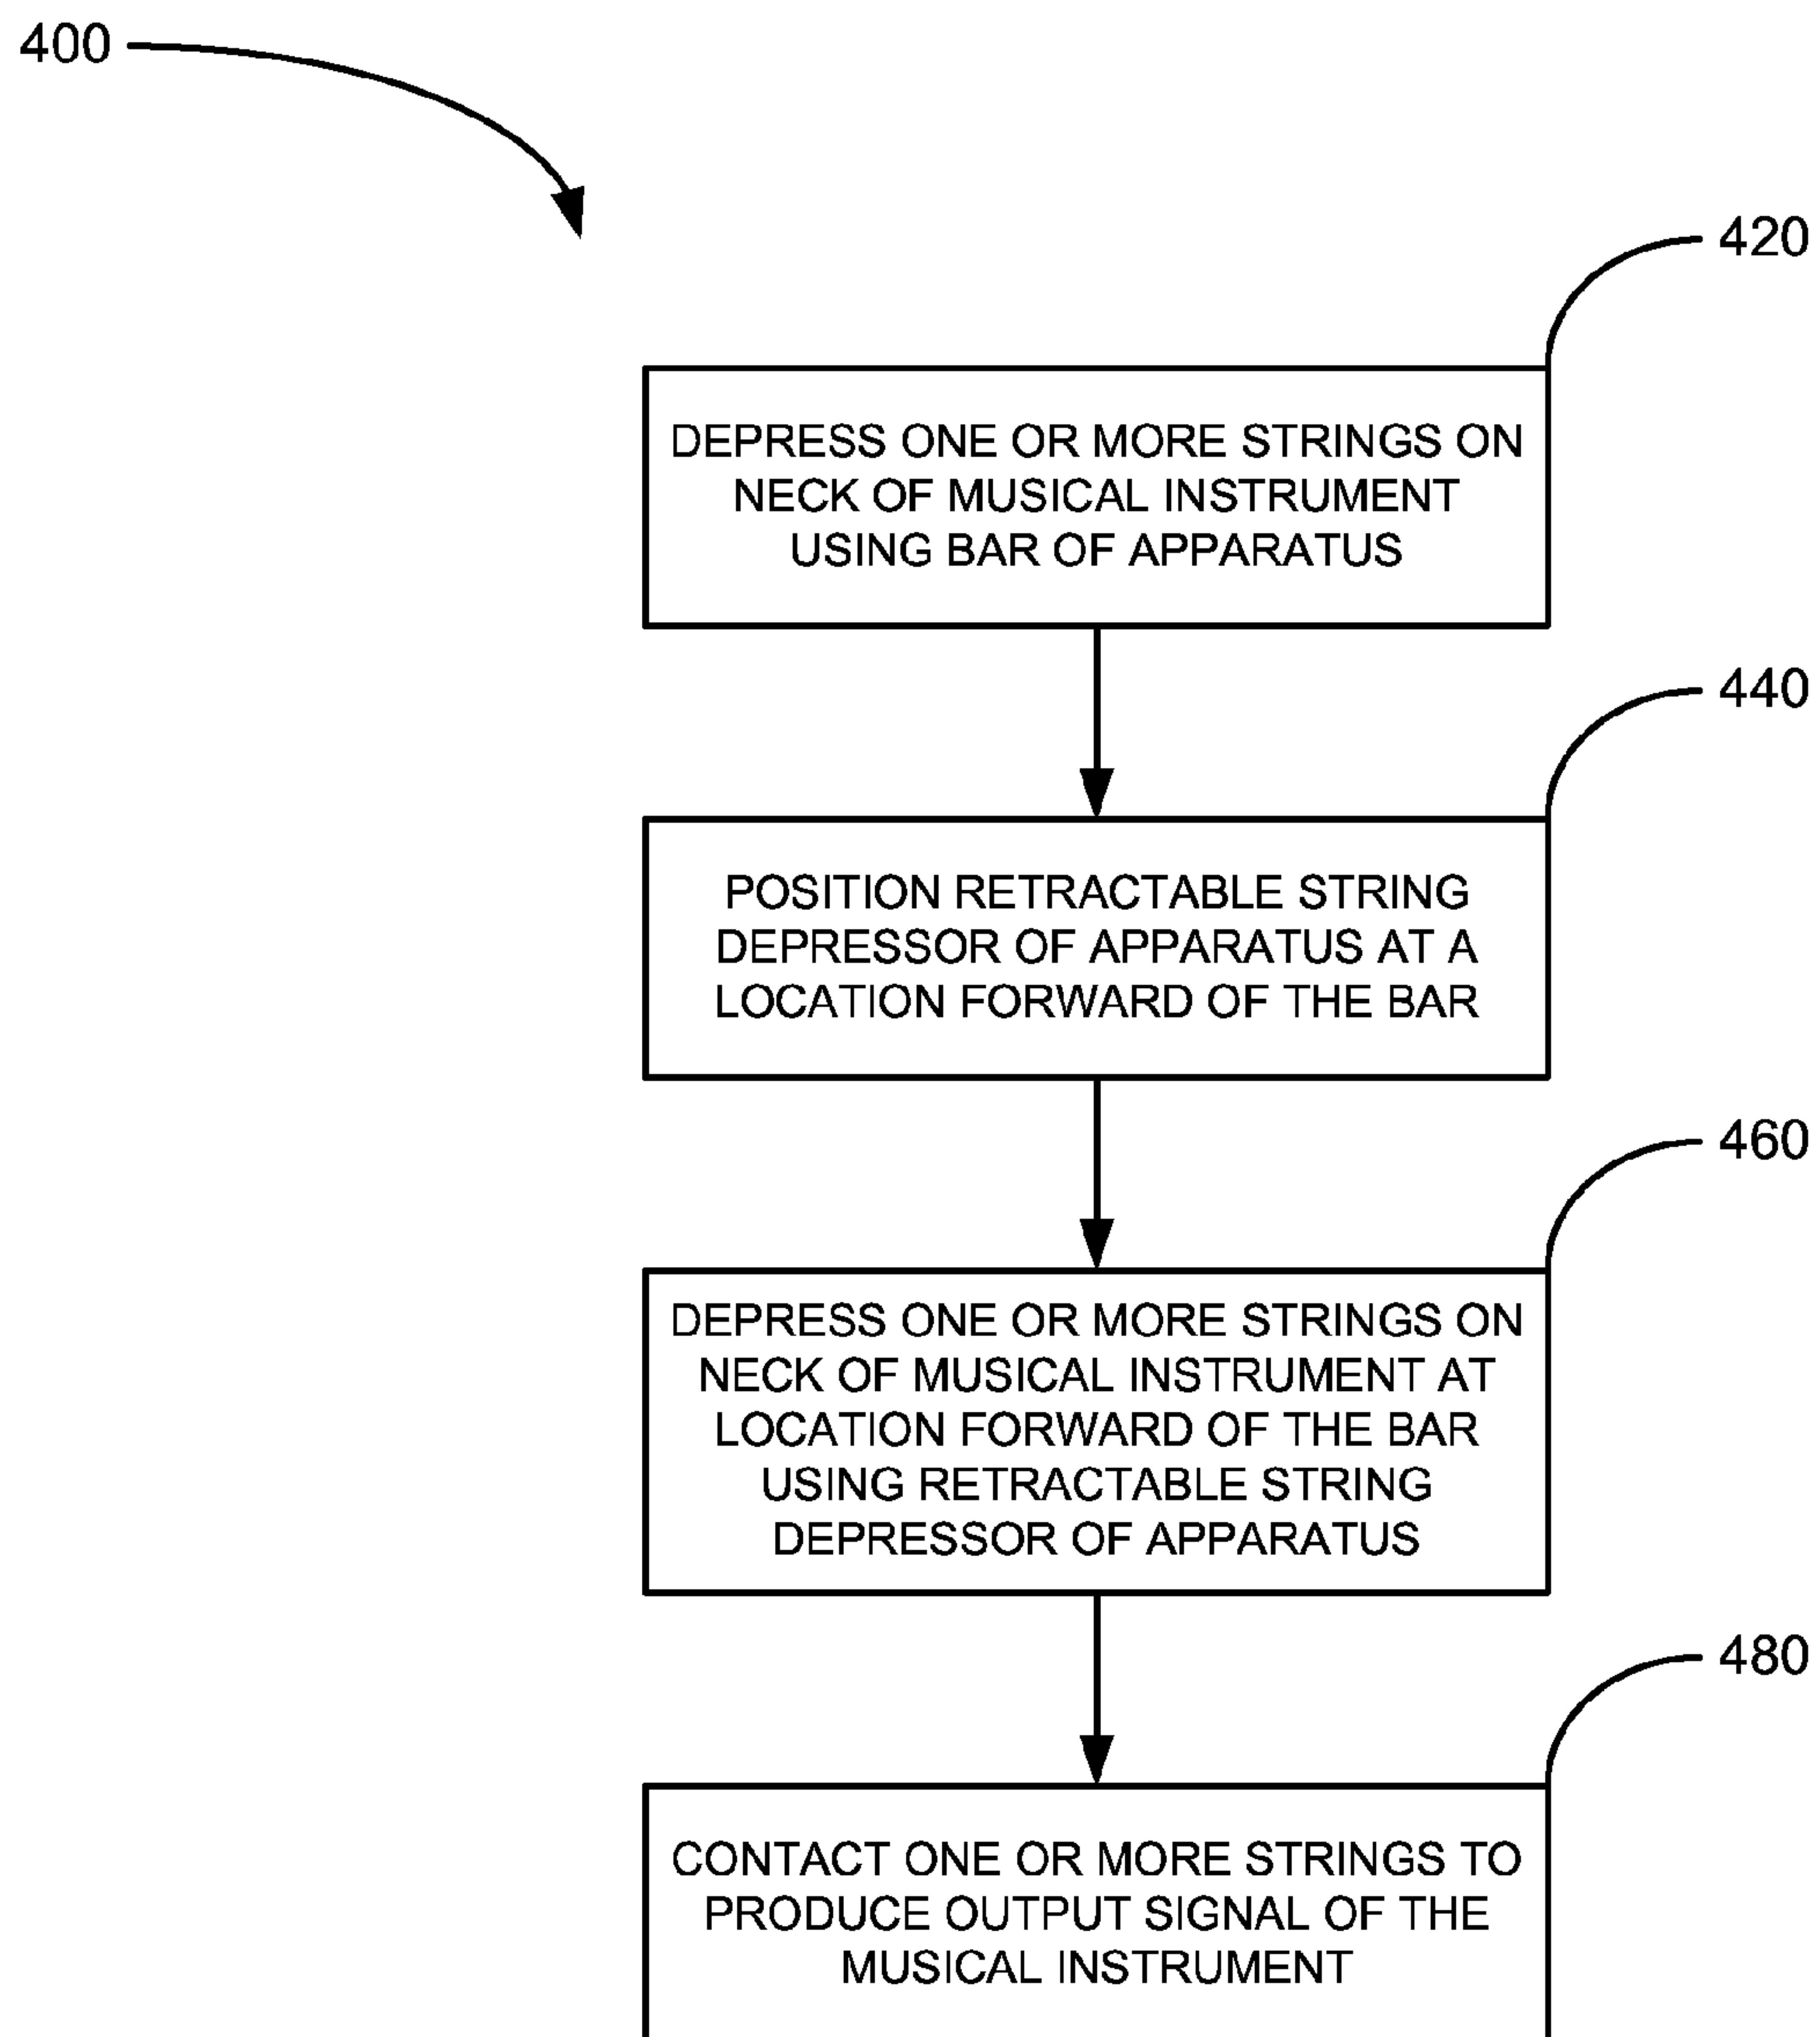 400
420
DEPRESS ONE OR MORE STRINGS ON
NECK OF MUSICAL INSTRUMENT
USING BAR OF APPARATUS
440
POSITION RETRACTABLE STRING
DEPRESSOR OF APPARATUS AT A
LOCATION FORWARD OF THE BAR
460
DEPRESS ONE OR MORE STRINGS ON
NECK OF MUSICAL INSTRUMENT AT
LOCATION FORWARD OF THE BAR
USING RETRACTABLE STRING
DEPRESSOR OF APPARATUS
480
CONTACT ONE OR MORE STRINGS TO
PRODUCE OUTPUT SIGNAL OF THE
MUSICAL INSTRUMENT